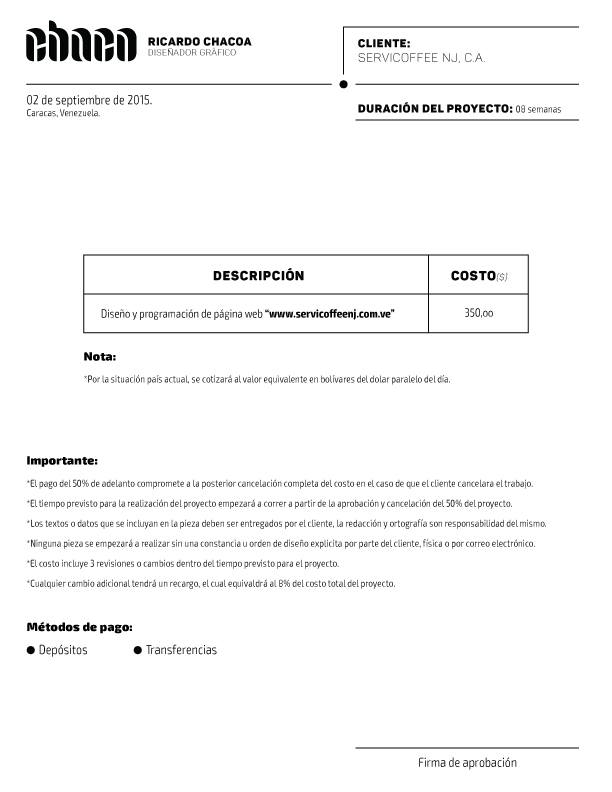 chaco
RICARDO CHACOA
DISEÑADOR GRÁFICO
CLIENTE:
SERVICOFFEE NJ, C.A.
02 de septiembre de 2015.
Caracas, Venezuela.
DURACIÓN DEL PROYECTO: 08 semanas
DESCRIPCIÓN COSTO($)
Diseño y programación de página web “www.servicoffeenj.com.ve” 350,00
Nota:
*Por la situación país actual, se cotizará al valor equivalente en bolívares del dolar paralelo del día.
Importante:
*El pago del 50% de adelanto compromete a la posterior cancelación completa del costo en el caso de que el cliente cancelara el trabajo.
*El tiempo previsto para la realización del proyecto empezará a correr a partir de la aprobación y cancelación del 50% del proyecto.
*Los textos o datos que se incluyan en la pieza deben ser entregados por el cliente, la redacción y ortografía son responsabilidad del mismo.
*Ninguna pieza se empezará a realizar sin una constancia u orden de diseño explicita por parte del cliente, física o por correo electrónico.
*El costo incluye 3 revisiones o cambios dentro del tiempo previsto para el proyecto.
*Cualquier cambio adicional tendrá un recargo, el cual equivaldrá al 8% del costo total del proyecto.
Métodos de pago:
● Depósitos ● Transferencias
Firma de aprobación